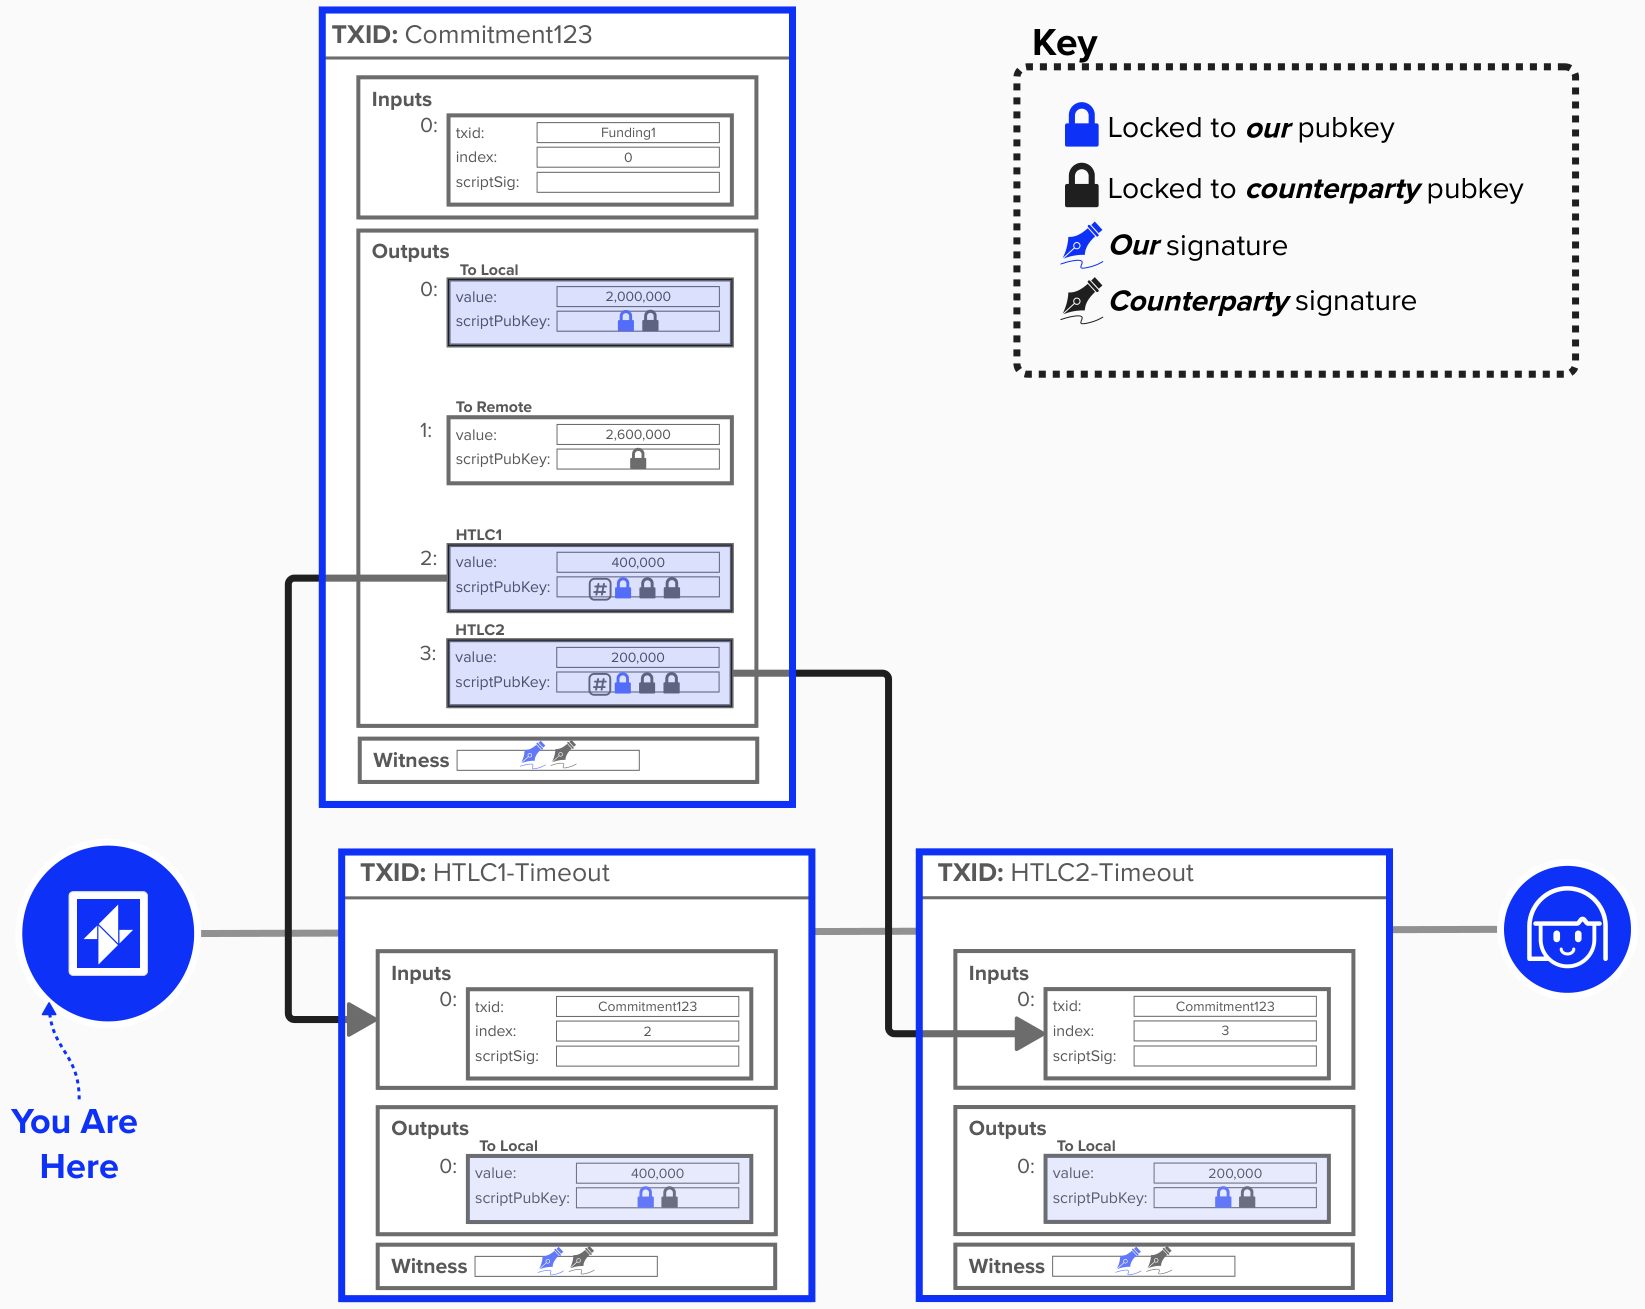 TXID: Commitment123
Inputs
0:
txid: Funding1
index: 0
scriptSig:
Outputs
To Local
0:
value: 2,000,000
scriptPubKey:
To Remote
1:
value: 2,600,000
scriptPubKey:
HTLC1
2:
value: 400,000
scriptPubKey: #
HTLC2
3:
value: 200,000
scriptPubKey: #
Witness
Key
Locked to our pubkey
Locked to counterparty pubkey
Our signature
Counterparty signature
You Are
Here
TXID: HTLC1-Timeout
Inputs
0:
txid: Commitment123
index: 2
scriptSig:
Outputs
To Local
0:
value: 400,000
scriptPubKey:
Witness
TXID: HTLC2-Timeout
Inputs
0:
txid: Commitment123
index: 3
scriptSig:
Outputs
To Local
0:
value: 200,000
scriptPubKey:
Witness